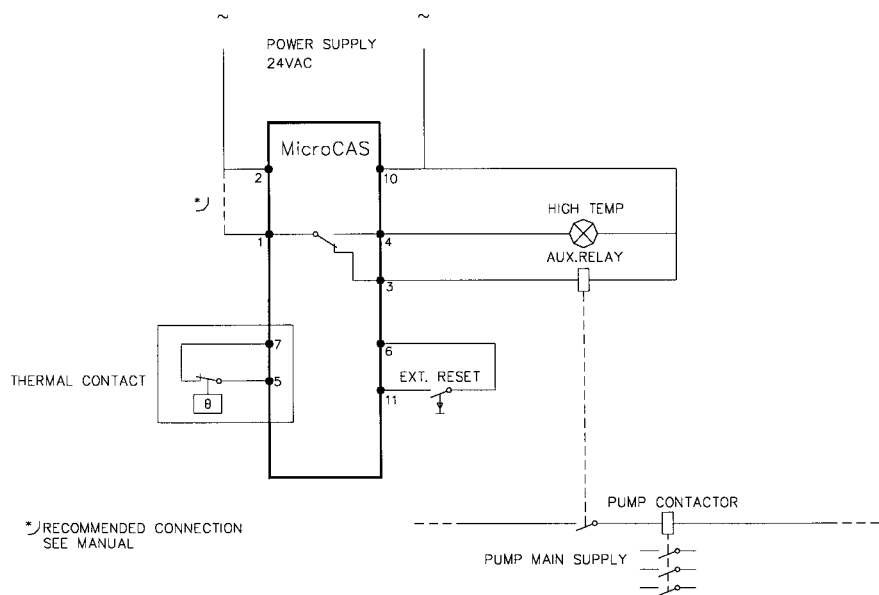 ~ ~
POWER SUPPLY
24VAC
MicroCAS
2
10
*)
HIGH TEMP
1
4
AUX.RELAY
3
7
6
THERMAL CONTACT
5
EXT. RESET
11
θ
PUMP CONTACTOR
*) RECOMMENDED CONNECTION
SEE MANUAL
PUMP MAIN SUPPLY